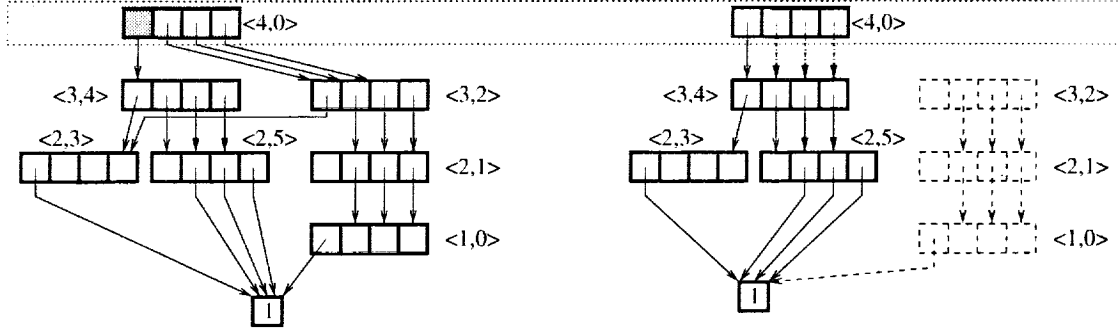 <4,0> <4,0>
<3,4> <3,2> <3,4> <3,2>
<2,3> <2,5> <2,3> <2,5>
<2,1> <2,1>
<1,0> <1,0>
1 1